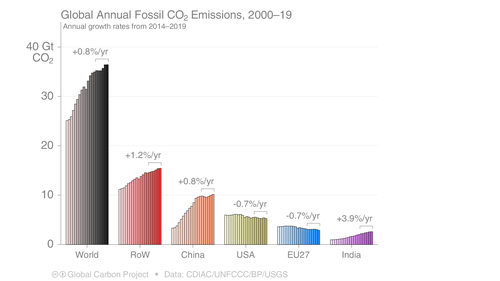 Global Annual Fossil CO₂ Emissions, 2000–19
Annual growth rates from 2014–2019
40 Gt
CO₂
+0.8%/yr
30
20
+1.2%/yr
+0.8%/yr
10
-0.7%/yr
-0.7%/yr
+3.9%/yr
0
World
RoW
China
USA
EU27
India
Global Carbon Project • Data: CDIAC/UNFCCC/BP/USGS